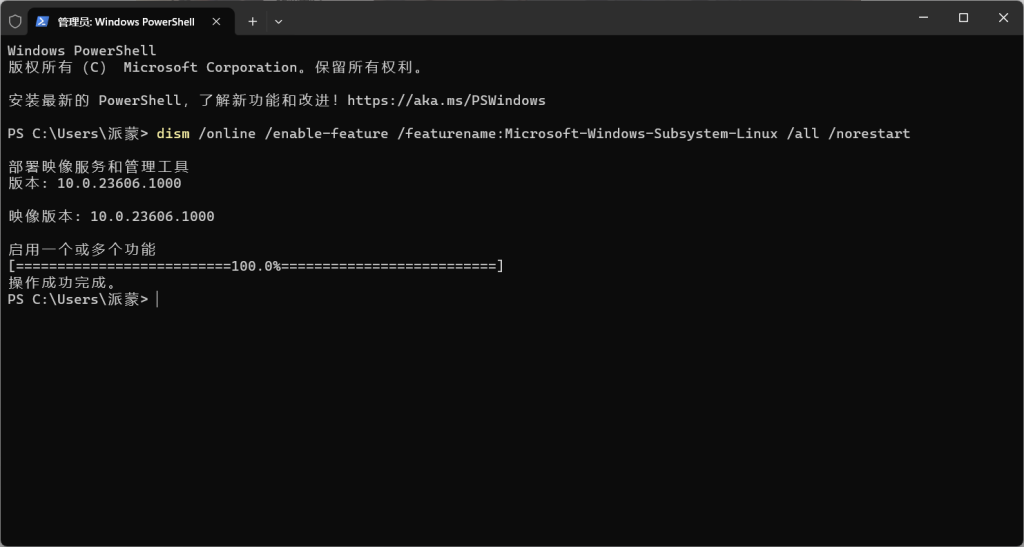 管理员: Windows PowerShell
Windows PowerShell
版权所有 (C)  Microsoft Corporation。保留所有权利。
安装最新的 PowerShell，了解新功能和改进！https://aka.ms/PSWindows
PS C:\Users\派蒙> dism /online /enable-feature /featurename:Microsoft-Windows-Subsystem-Linux /all /norestart
部署映像服务和管理工具
版本: 10.0.23606.1000
映像版本: 10.0.23606.1000
启用一个或多个功能
[==========================100.0%==========================]
操作成功完成。
PS C:\Users\派蒙>